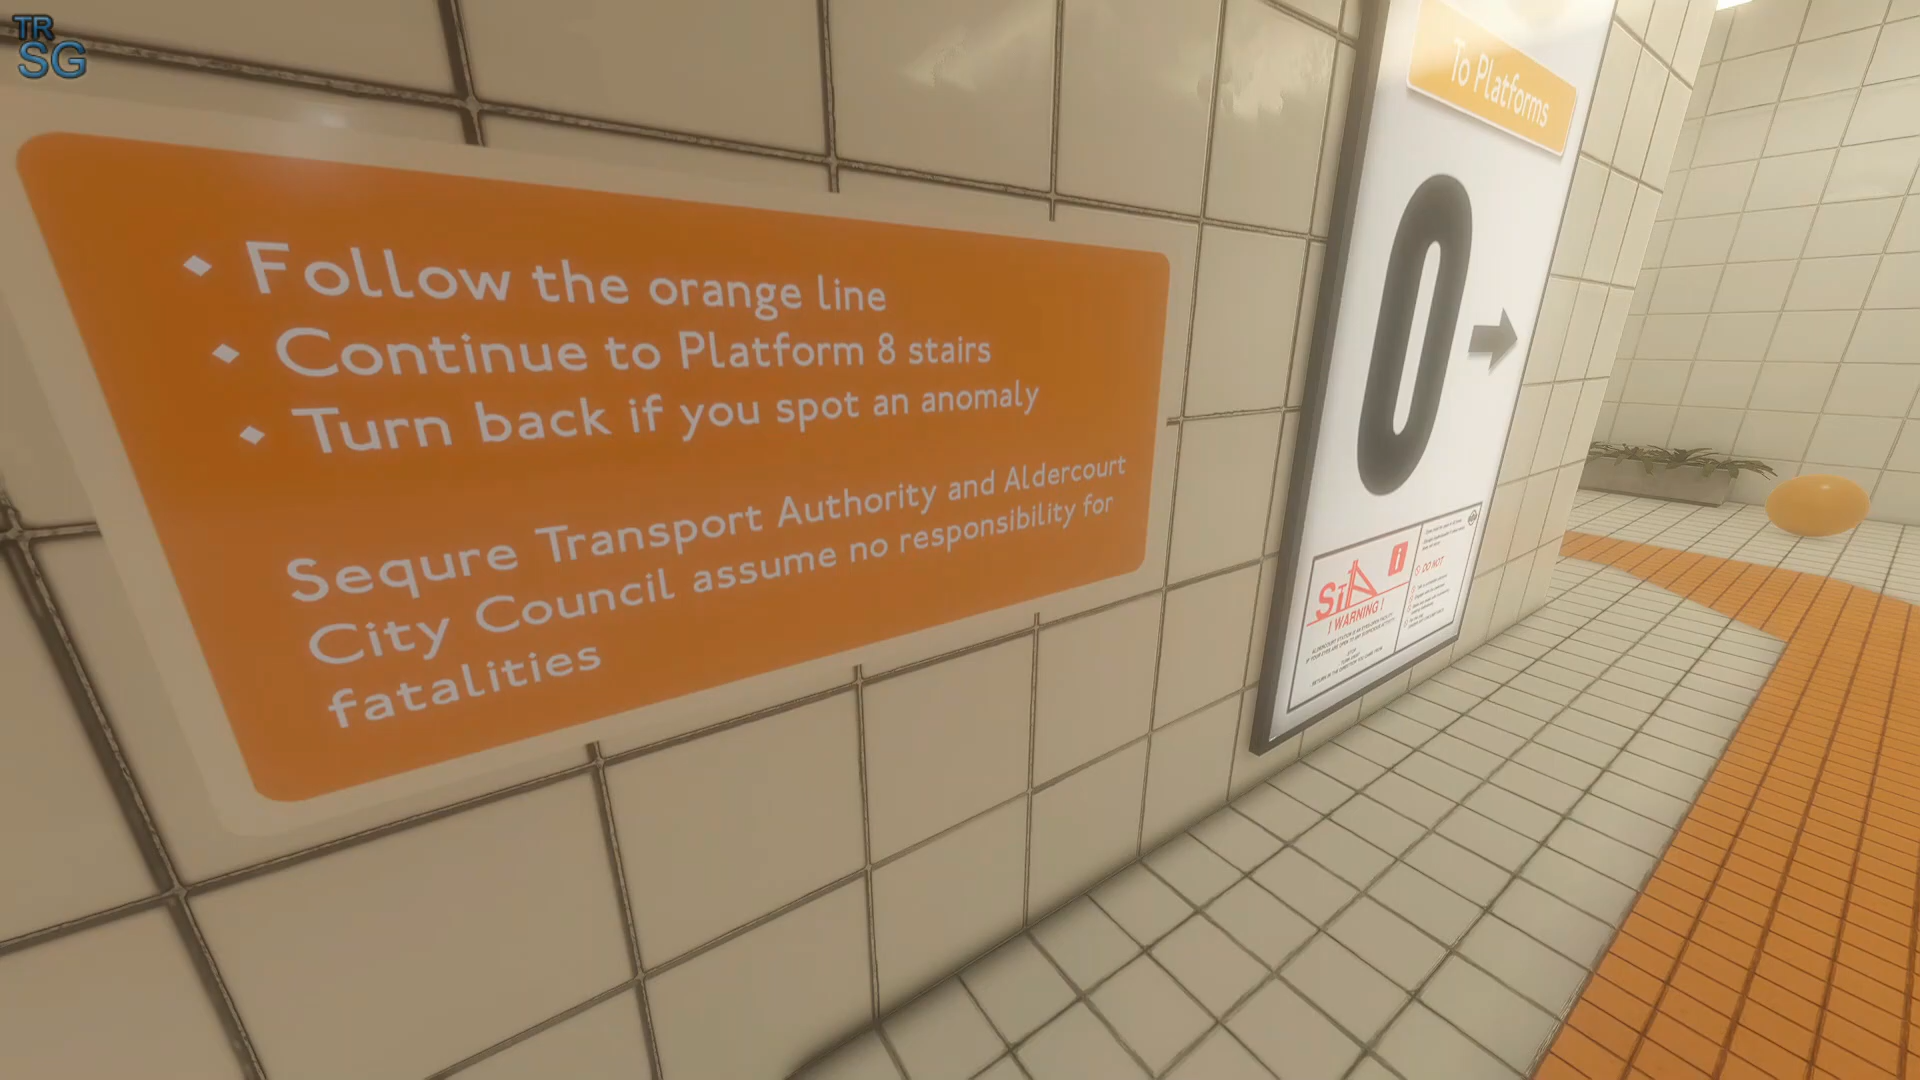 TR
SG
• Follow the orange line
• Continue to Platform 8 stairs
• Turn back if you spot an anomaly
Sequre Transport Authority and Aldercourt
City Council assume no responsibility for
fatalities
To Platforms
0
StA
! WARNING !
DO NOT